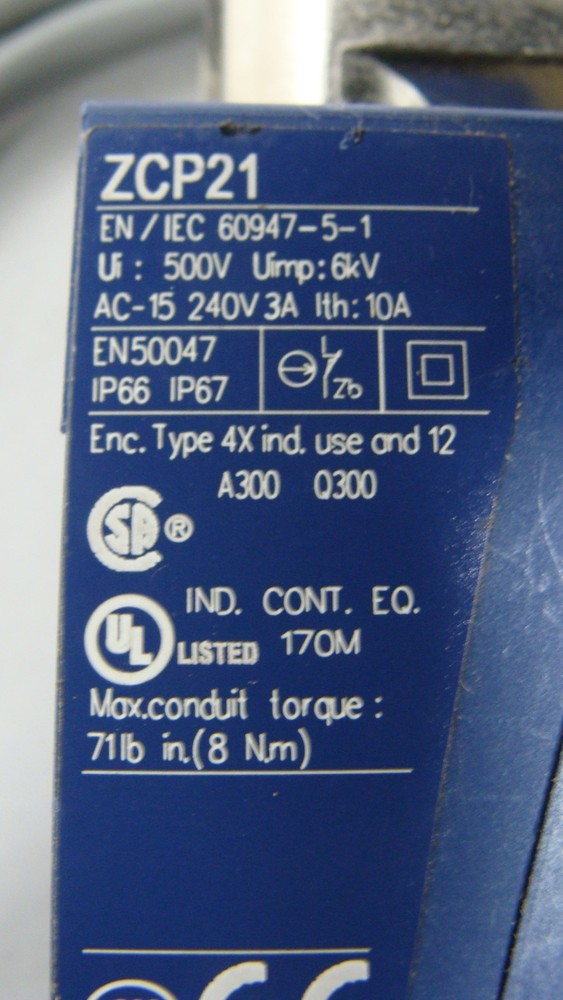 ZCP21
EN/IEC 60947-5-1
Ui: 500V Uimp:6kV
AC-15 240V 3A Ith:10A
EN50047
IP66 IP67
Zb
Enc. Type 4X ind. use and 12
A300 Q300
SA ®
IND. CONT. EQ.
UL LISTED 170M
Max.conduit torque :
71lb in.(8 N.m)
CE